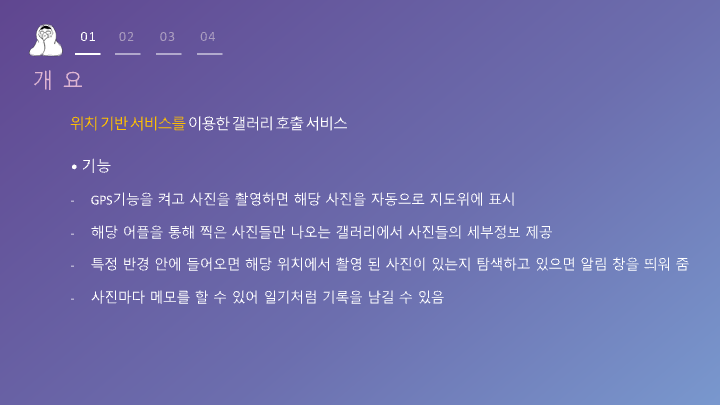 01 02 03 04
개 요
위치 기반 서비스를 이용한 갤러리 호출 서비스
• 기능
- GPS기능을 켜고 사진을 촬영하면 해당 사진을 자동으로 지도위에 표시
- 해당 어플을 통해 찍은 사진들만 나오는 갤러리에서 사진들의 세부정보 제공
- 특정 반경 안에 들어오면 해당 위치에서 촬영 된 사진이 있는지 탐색하고 있으면 알림 창을 띄워 줌
- 사진마다 메모를 할 수 있어 일기처럼 기록을 남길 수 있음